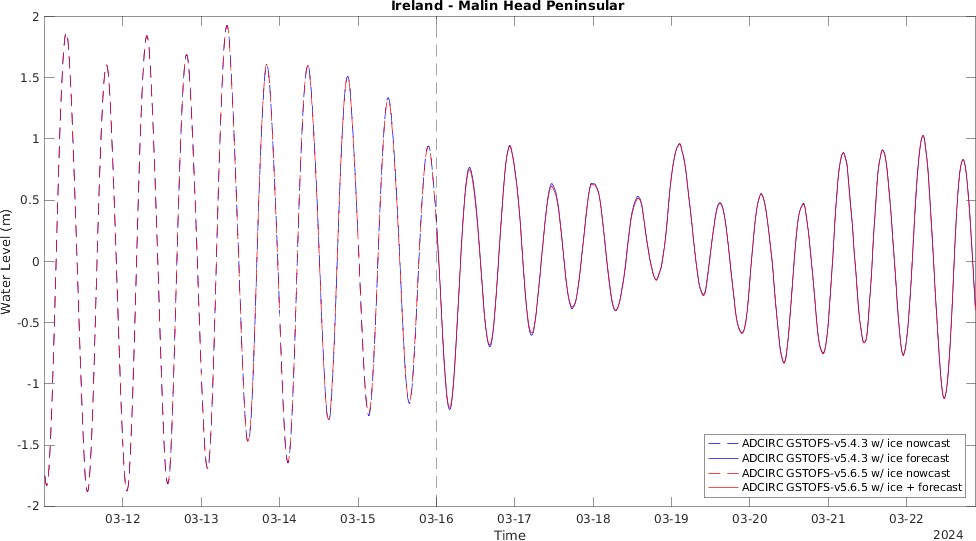 Ireland - Malin Head Peninsular
2
1.5
1
0.5
0
-0.5
-1
-1.5
-2
Water Level (m)
ADCIRC GSTOFS-v5.4.3 w/ ice nowcast
ADCIRC GSTOFS-v5.4.3 w/ ice forecast
ADCIRC GSTOFS-v5.6.5 w/ ice nowcast
ADCIRC GSTOFS-v5.6.5 w/ ice + forecast
03-12 03-13 03-14 03-15 03-16 03-17 03-18 03-19 03-20 03-21 03-22
Time
2024